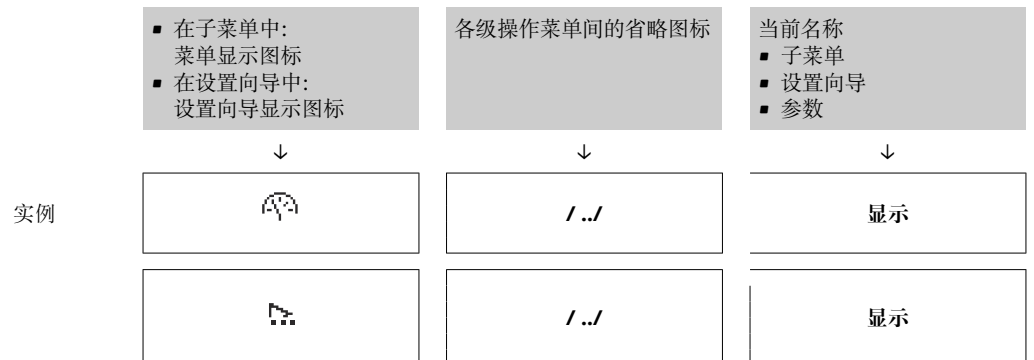 ▪ 在子菜单中:
菜单显示图标
▪ 在设置向导中:
设置向导显示图标
各级操作菜单间的省略图标
当前名称
▪ 子菜单
▪ 设置向导
▪ 参数
↓ ↓ ↓
实例 / ../ 显示
/ ../ 显示